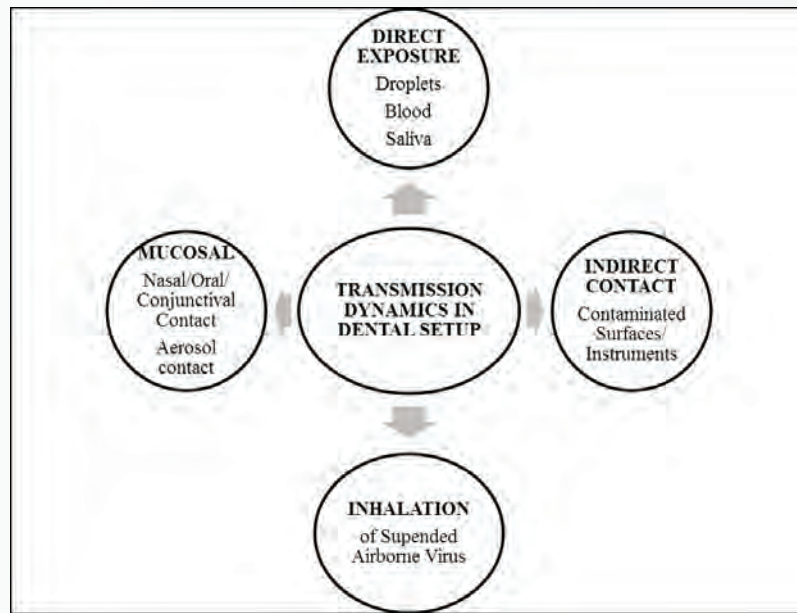 DIRECT
EXPOSURE
Droplets
Blood
Saliva
MUCOSAL
Nasal/Oral/
Conjunctival
Contact
Aerosol
contact
TRANSMISSION
DYNAMICS IN
DENTAL SETUP
INDIRECT
CONTACT
Contaminated
Surfaces/
Instruments
INHALATION
of Supended
Airborne Virus